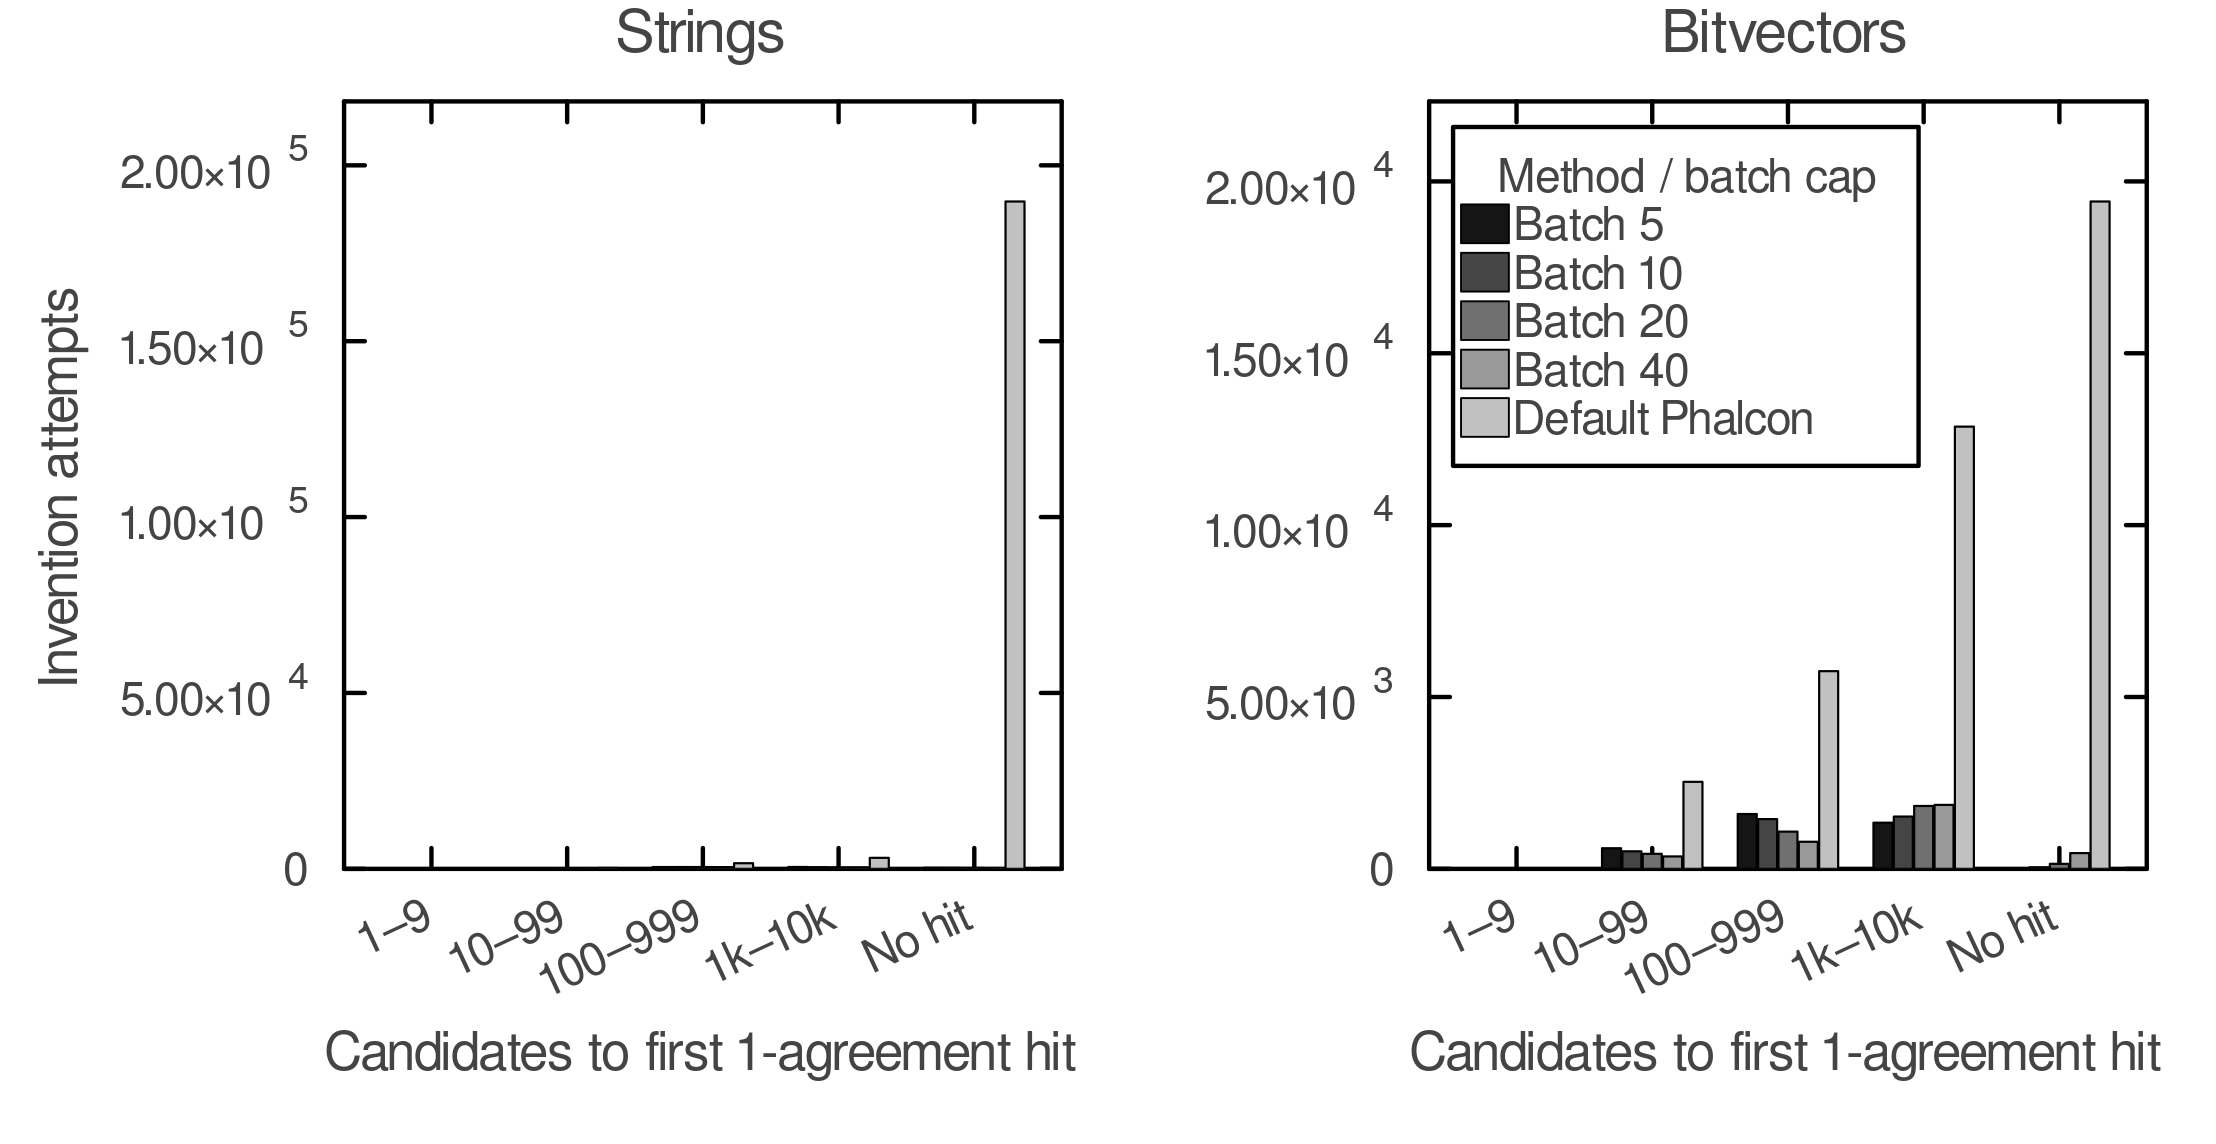 Strings
Invention attempts
2.00×10 5
1.50×10 5
1.00×10 5
5.00×10 4
0
1–9
10–99
100–999
1k–10k
No hit
Candidates to first 1-agreement hit
Bitvectors
2.00×10 4
1.50×10 4
1.00×10 4
5.00×10 3
0
Method / batch cap
Batch 5
Batch 10
Batch 20
Batch 40
Default Phalcon
1–9
10–99
100–999
1k–10k
No hit
Candidates to first 1-agreement hit